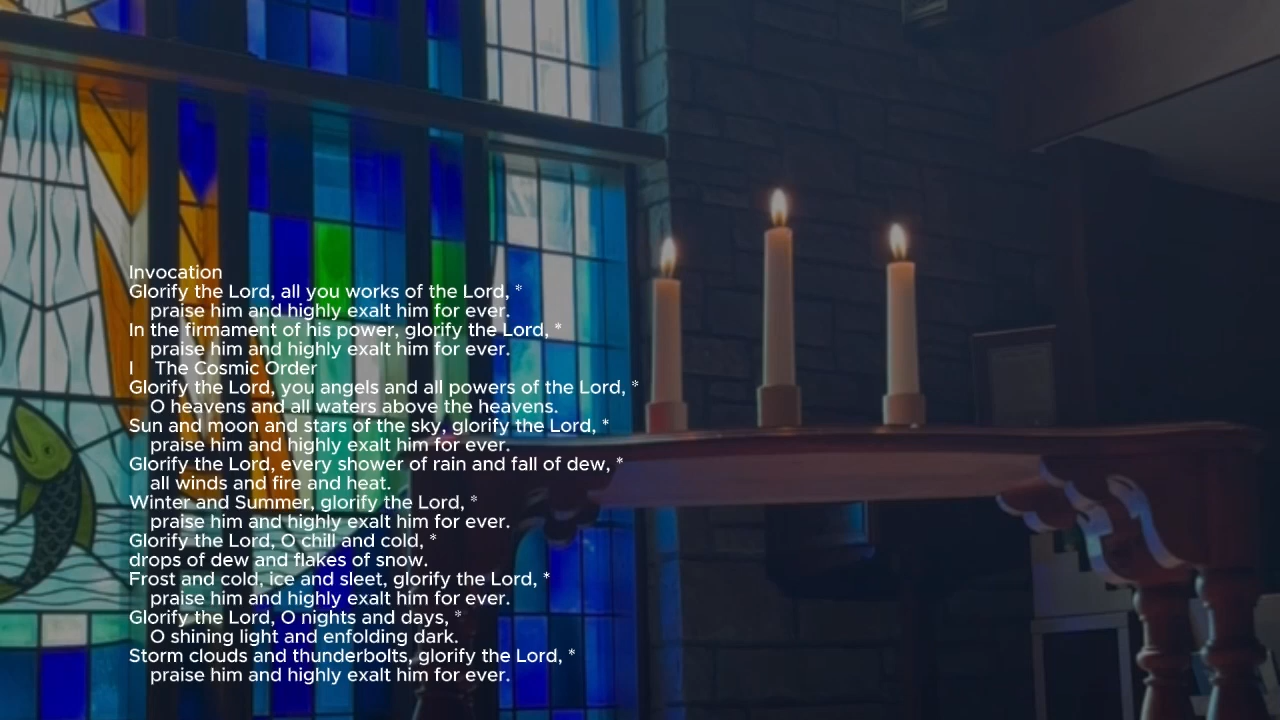 Invocation
Glorify the Lord, all you works of the Lord, *
praise him and highly exalt him for ever.
In the firmament of his power, glorify the Lord, *
praise him and highly exalt him for ever.
I The Cosmic Order
Glorify the Lord, you angels and all powers of the Lord, *
O heavens and all waters above the heavens.
Sun and moon and stars of the sky, glorify the Lord, *
praise him and highly exalt him for ever.
Glorify the Lord, every shower of rain and fall of dew, *
all winds and fire and heat.
Winter and Summer, glorify the Lord, *
praise him and highly exalt him for ever.
Glorify the Lord, O chill and cold, *
drops of dew and flakes of snow.
Frost and cold, ice and sleet, glorify the Lord, *
praise him and highly exalt him for ever.
Glorify the Lord, O nights and days, *
O shining light and enfolding dark.
Storm clouds and thunderbolts, glorify the Lord, *
praise him and highly exalt him for ever.